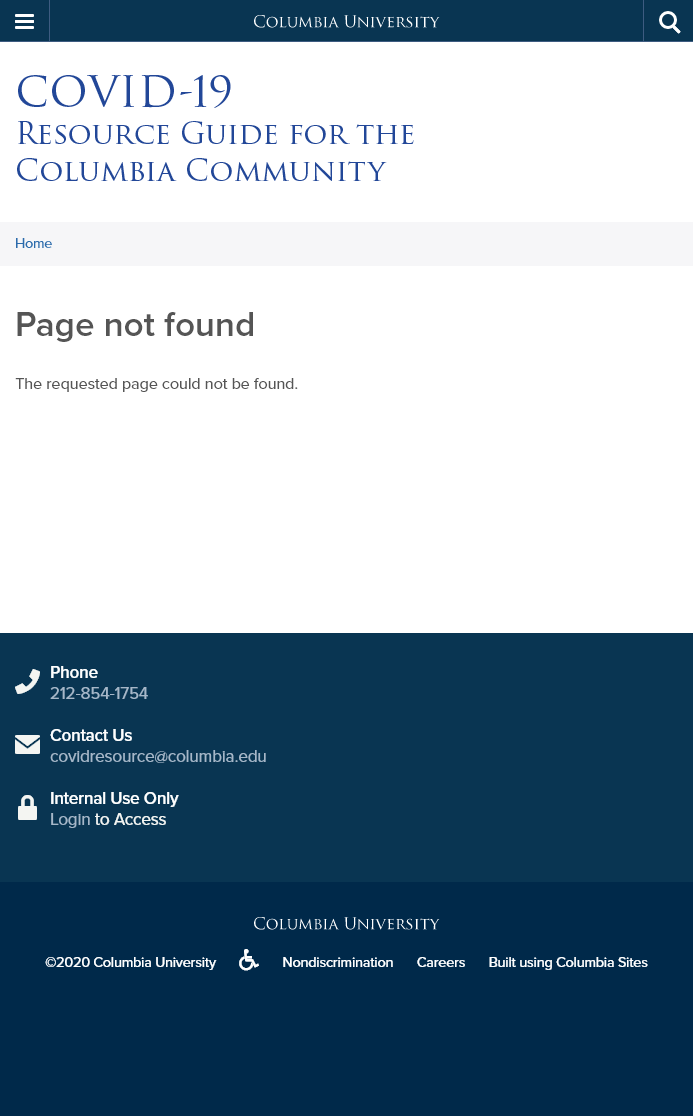 Columbia University
COVID-19
Resource Guide for the
Columbia Community
Home
Page not found
The requested page could not be found.
Phone
212-854-1754
Contact Us
covidresource@columbia.edu
Internal Use Only
Login to Access
Columbia University
©2020 Columbia University Nondiscrimination Careers Built using Columbia Sites